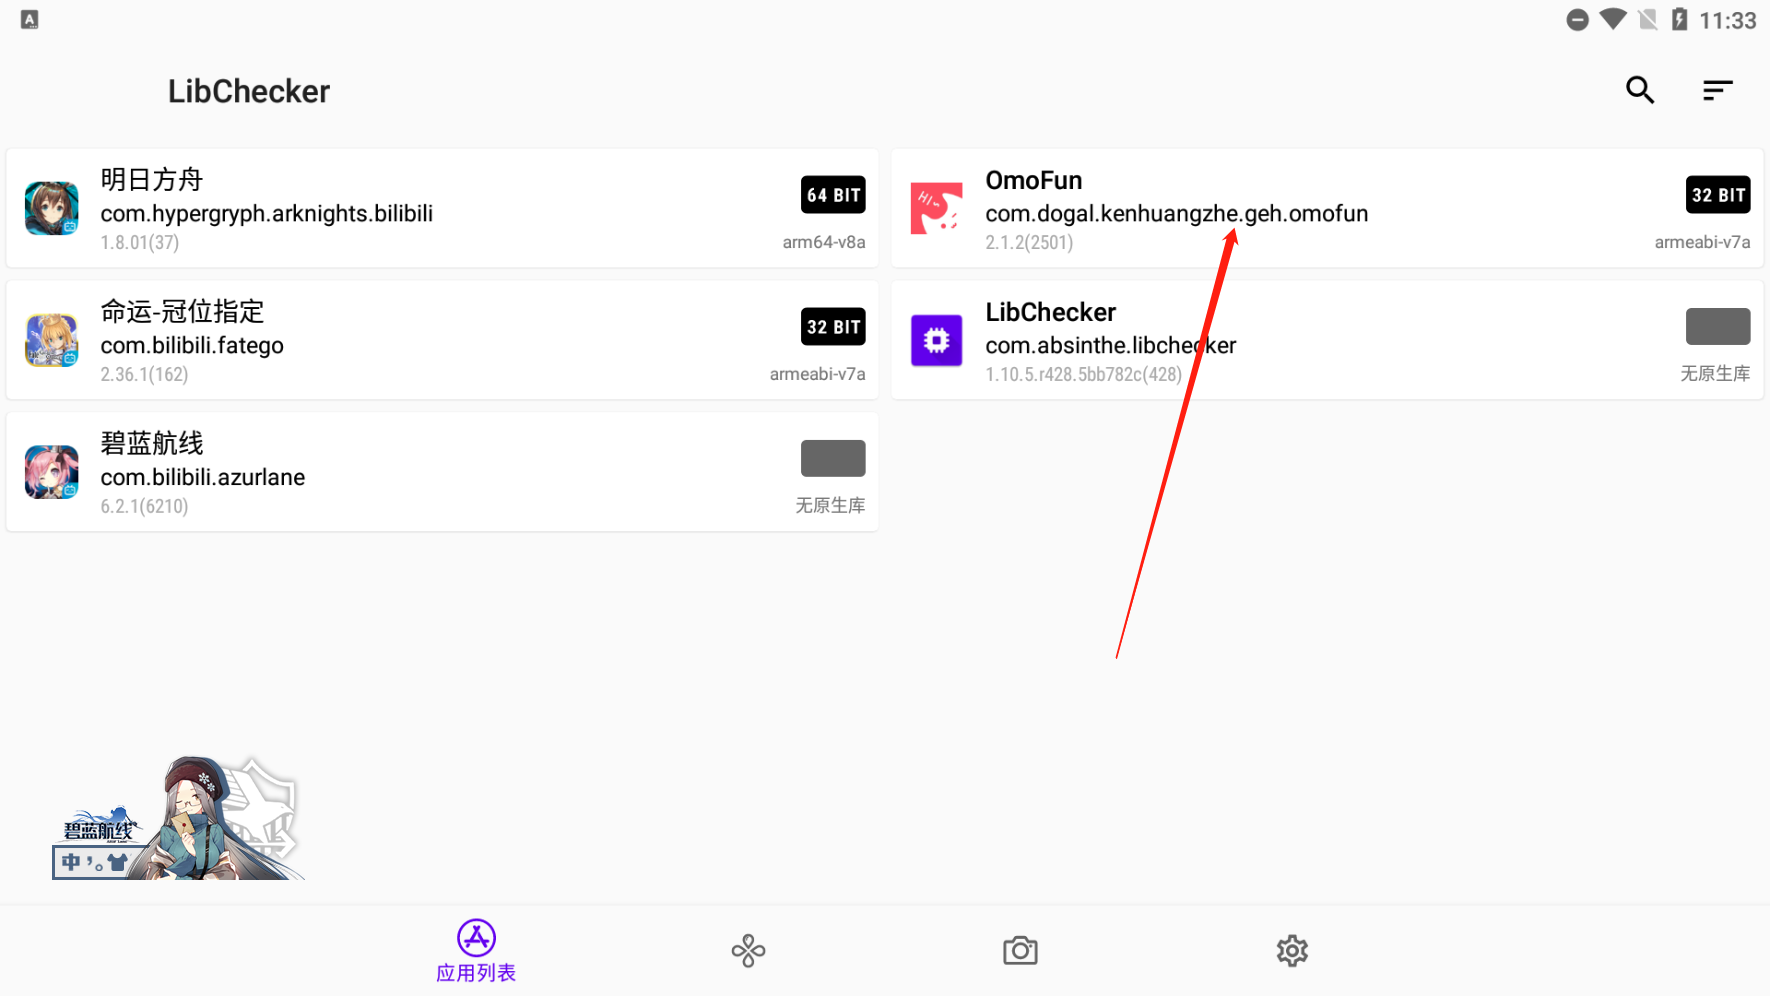 A
11:33
LibChecker
明日方舟
com.hypergryph.arknights.bilibili
1.8.01(37)
64 BIT
arm64-v8a
OmoFun
com.dogal.kenhuangzhe.geh.omofun
2.1.2(2501)
32 BIT
armeabi-v7a
命运-冠位指定
com.bilibili.fatego
2.36.1(162)
32 BIT
armeabi-v7a
LibChecker
com.absinthe.libchecker
1.10.5.r428.5bb782c(428)
无原生库
碧蓝航线
com.bilibili.azurlane
6.2.1(6210)
无原生库
碧蓝航线
中 ’。
应用列表